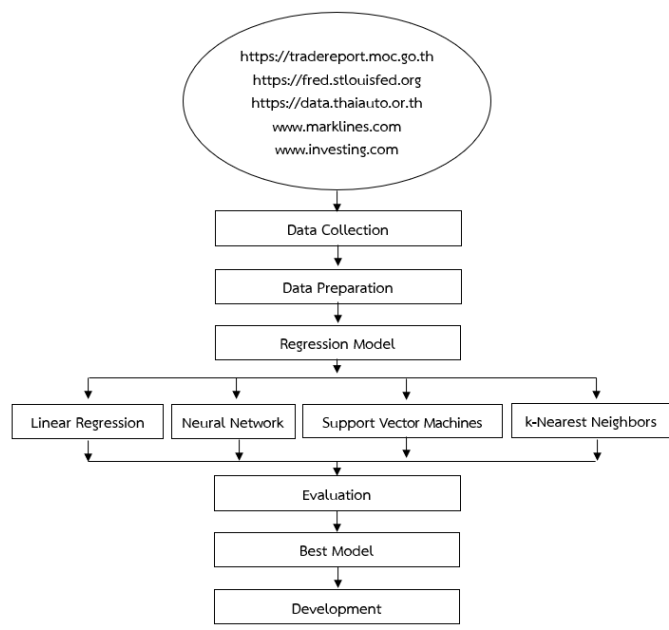 https://tradereport.moc.go.th
https://fred.stlouisfed.org
https://data.thaiauto.or.th
www.marklines.com
www.investing.com
Data Collection
Data Preparation
Regression Model
Linear Regression
Neural Network
Support Vector Machines
k-Nearest Neighbors
Evaluation
Best Model
Development